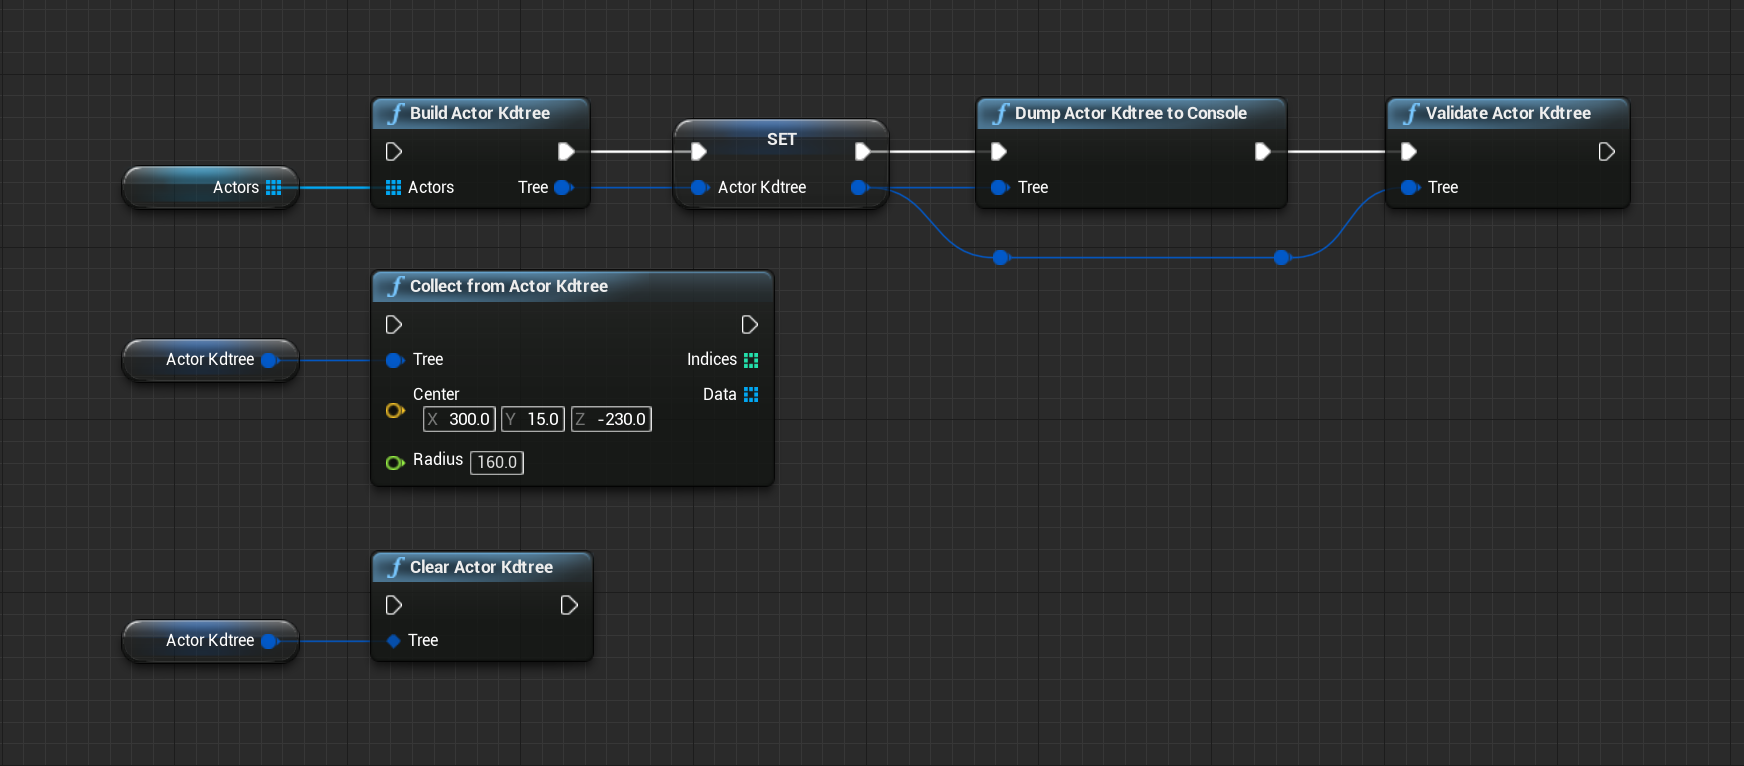 f Build Actor Kdtree
SET
f Dump Actor Kdtree to Console
f Validate Actor Kdtree
Actors
Actors
Tree
Actor Kdtree
Tree
Tree
f Collect from Actor Kdtree
Actor Kdtree
Tree
Indices
Center
Data
X 300.0 Y 15.0 Z -230.0
Radius 160.0
f Clear Actor Kdtree
Actor Kdtree
Tree